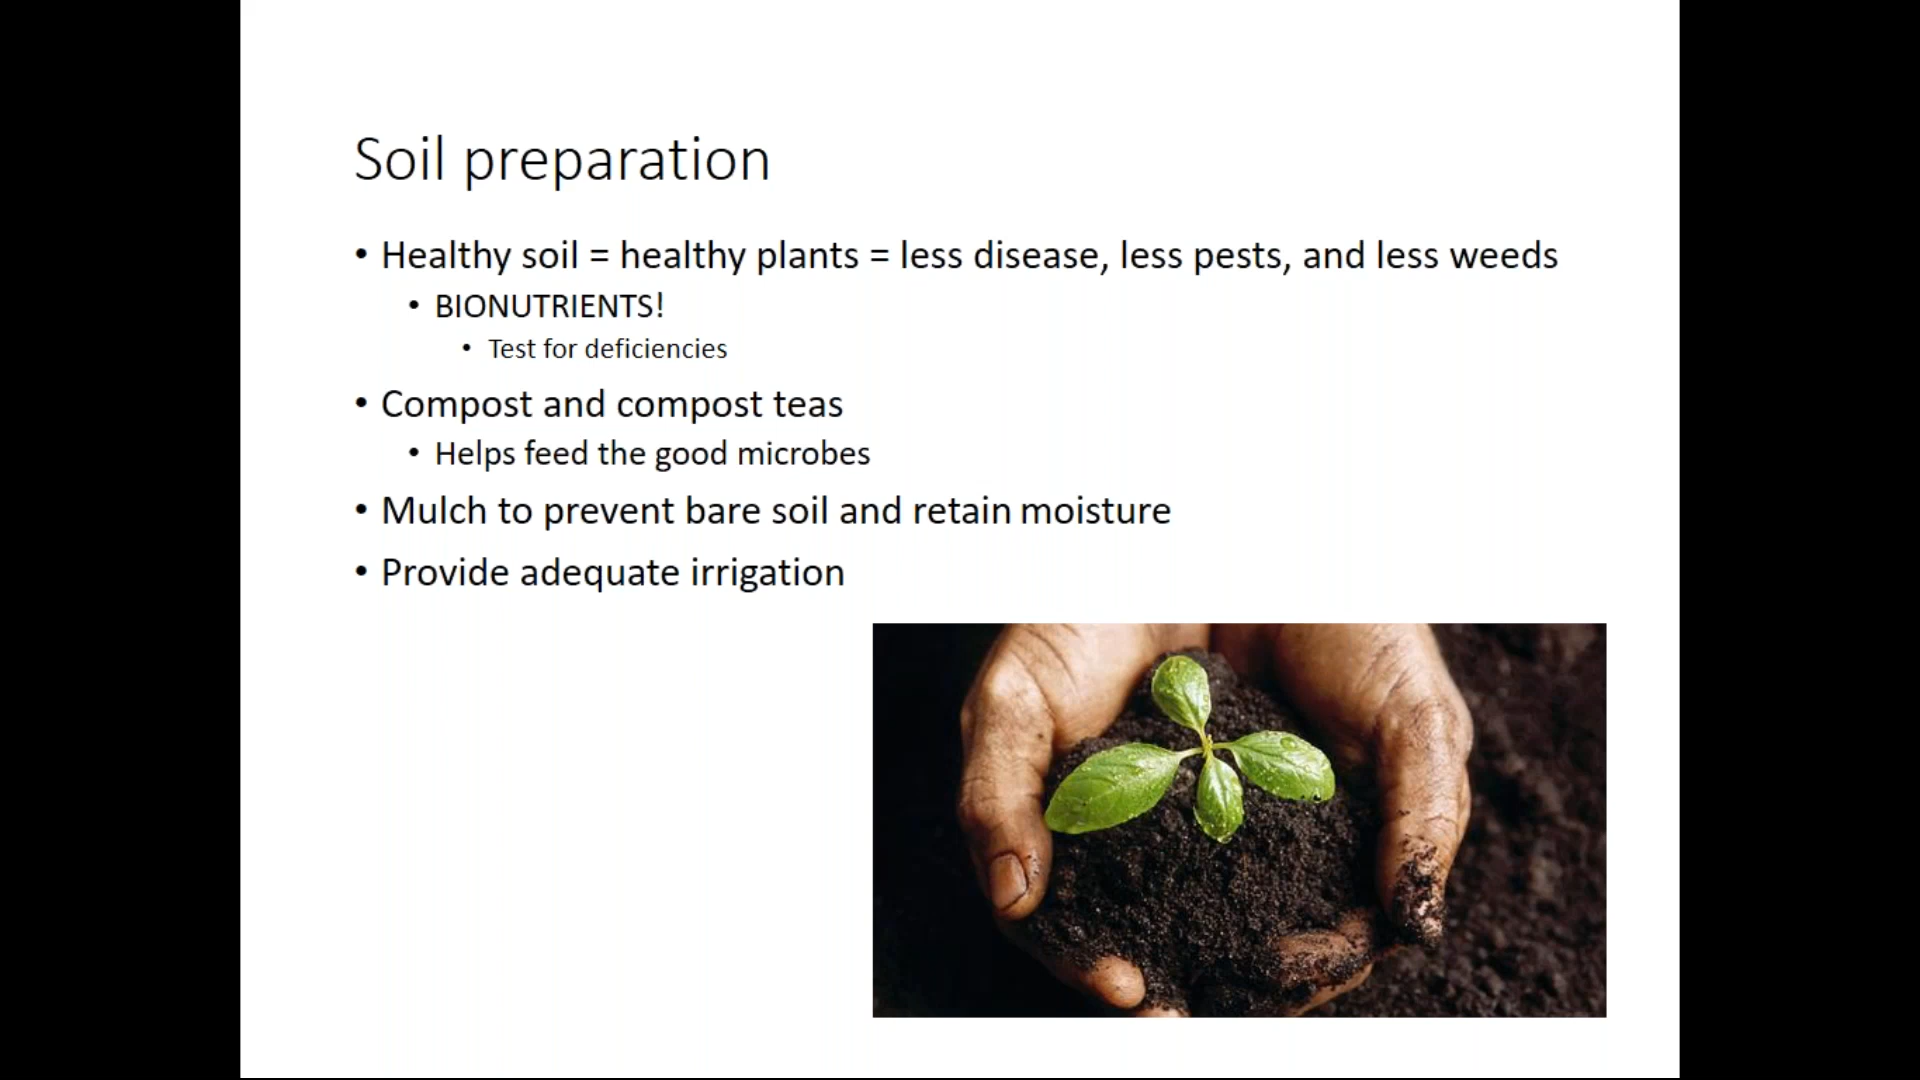 Soil preparation
• Healthy soil = healthy plants = less disease, less pests, and less weeds
• BIONUTRIENTS!
• Test for deficiencies
• Compost and compost teas
• Helps feed the good microbes
• Mulch to prevent bare soil and retain moisture
• Provide adequate irrigation